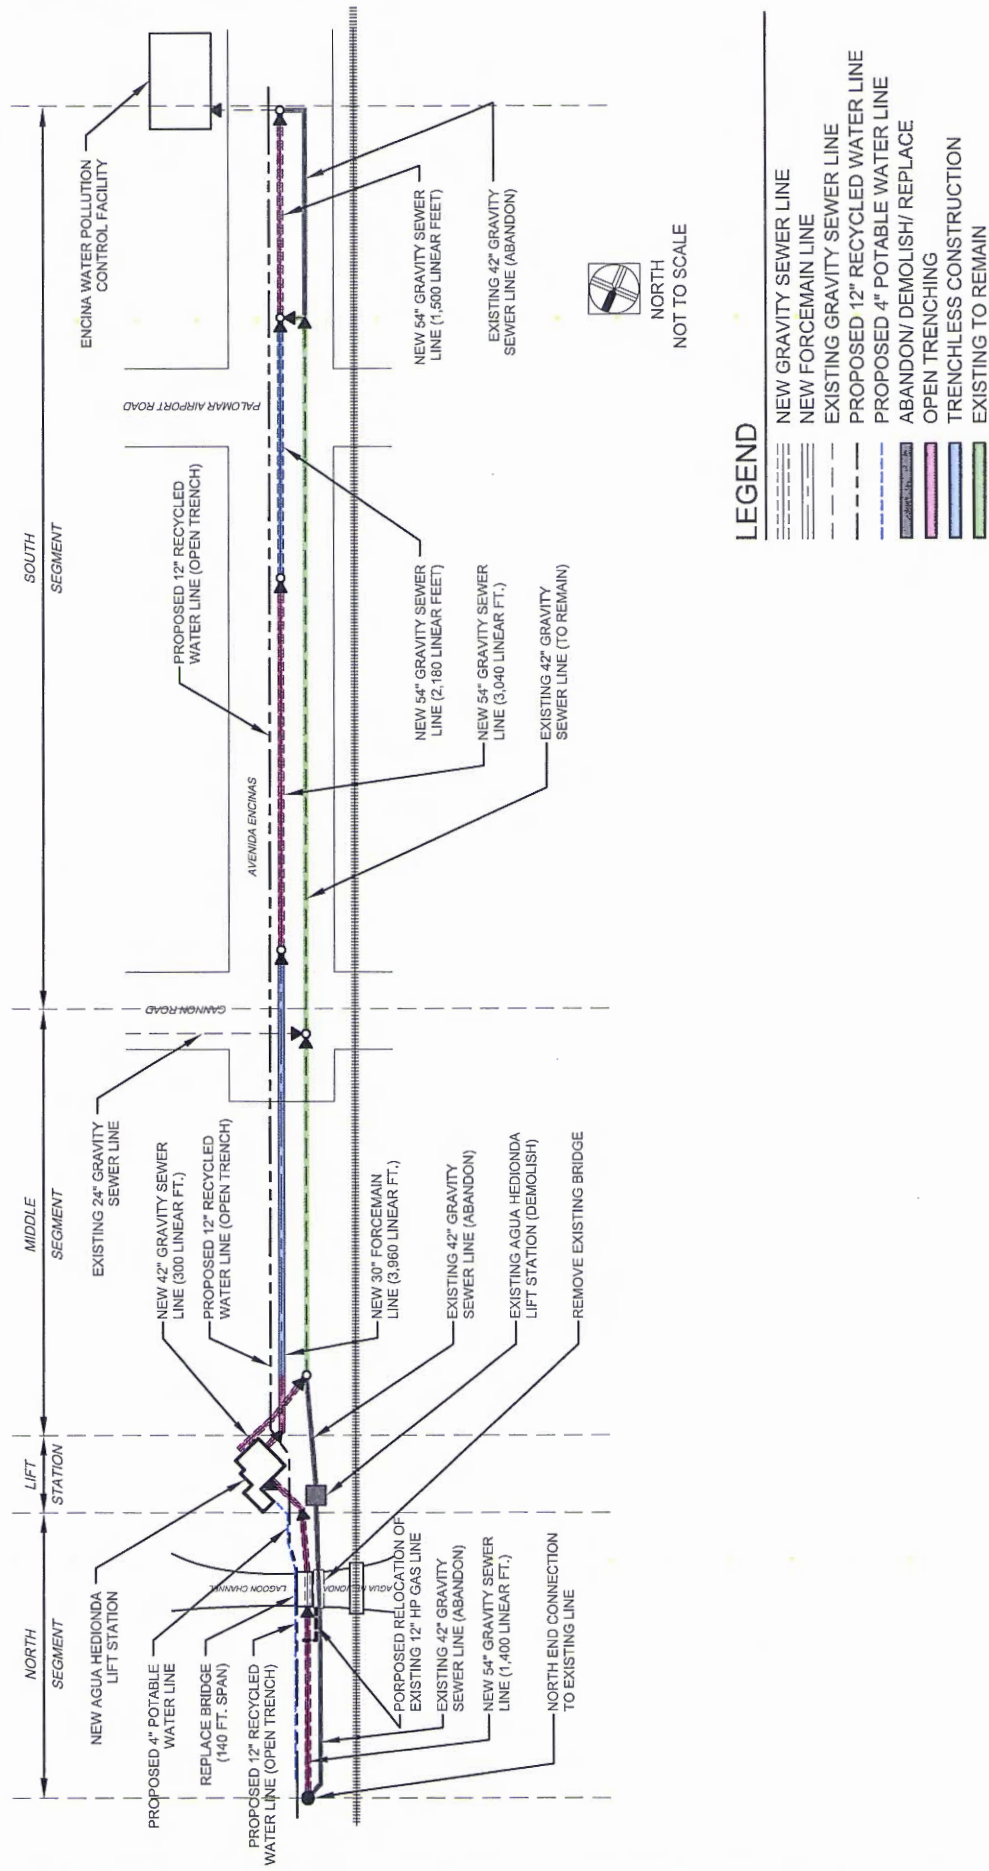 NORTH
SEGMENT
LIFT
STATION
MIDDLE
SEGMENT
SOUTH
SEGMENT
NEW AGUA HEDIONDA
LIFT STATION
PROPOSED 4" POTABLE
WATER LINE
REPLACE BRIDGE
(140 FT. SPAN)
PROPOSED 12" RECYCLED
WATER LINE (OPEN TRENCH)
EXISTING 24" GRAVITY
SEWER LINE
NEW 42" GRAVITY SEWER
LINE (300 LINEAR FT.)
PROPOSED 12" RECYCLED
WATER LINE (OPEN TRENCH)
PROPOSED 12" RECYCLED
WATER LINE (OPEN TRENCH)
ENCINA WATER POLLUTION
CONTROL FACILITY
AGUA HEDIONDA
LAGOON CHANNEL
CANNON ROAD
AVENIDA ENCINAS
PALOMAR AIRPORT ROAD
PORPOSED RELOCATION OF
EXISTING 12" HP GAS LINE
EXISTING 42" GRAVITY
SEWER LINE (ABANDON)
NEW 54" GRAVITY SEWER
LINE (1,400 LINEAR FT.)
NORTH END CONNECTION
TO EXISTING LINE
NEW 30" FORCEMAIN
LINE (3,960 LINEAR FT.)
EXISTING 42" GRAVITY
SEWER LINE (ABANDON)
EXISTING AGUA HEDIONDA
LIFT STATION (DEMOLISH)
REMOVE EXISTING BRIDGE
NEW 54" GRAVITY SEWER
LINE (2,180 LINEAR FEET)
NEW 54" GRAVITY SEWER
LINE (3,040 LINEAR FT.)
EXISTING 42" GRAVITY
SEWER LINE (TO REMAIN)
NEW 54" GRAVITY SEWER
LINE (1,500 LINEAR FEET)
EXISTING 42" GRAVITY
SEWER LINE (ABANDON)
NORTH
NOT TO SCALE
LEGEND
NEW GRAVITY SEWER LINE
NEW FORCEMAIN LINE
EXISTING GRAVITY SEWER LINE
PROPOSED 12" RECYCLED WATER LINE
PROPOSED 4" POTABLE WATER LINE
ABANDON/ DEMOLISH/ REPLACE
OPEN TRENCHING
TRENCHLESS CONSTRUCTION
EXISTING TO REMAIN